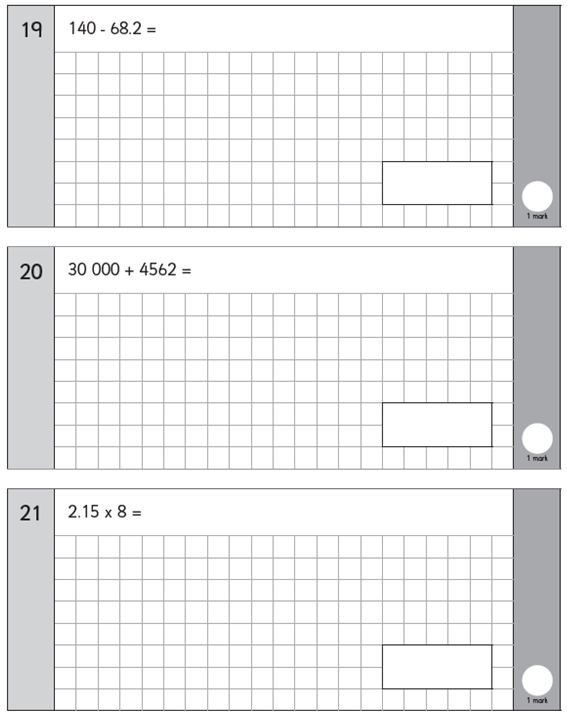 19
140 - 68.2 =
1 mark
20
30 000 + 4562 =
1 mark
21
2.15 x 8 =
1 mark